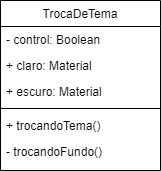 TrocaDeTema
- control: Boolean
+ claro: Material
+ escuro: Material
+ trocandoTema()
- trocandoFundo()